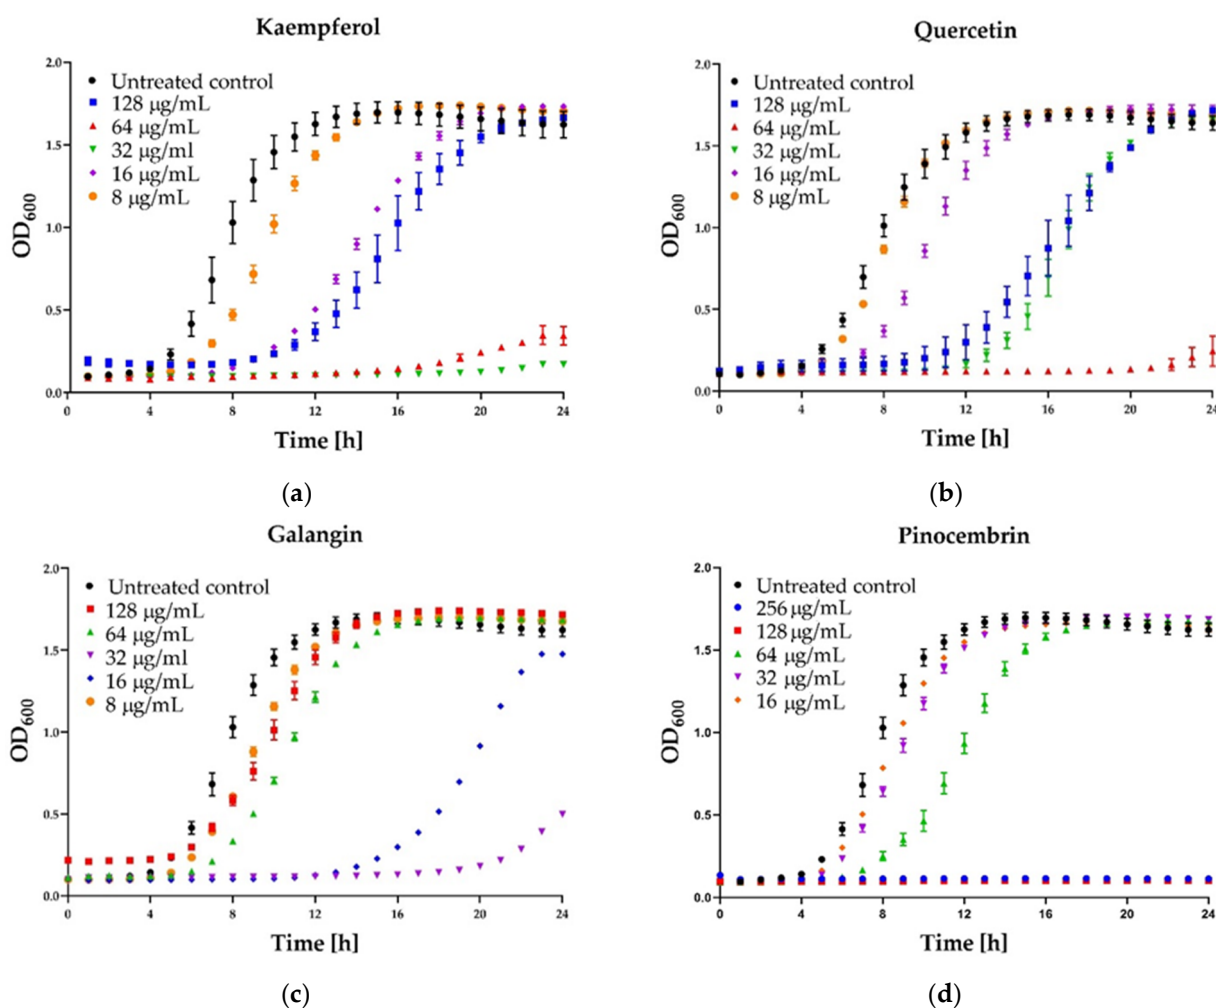 Kaempferol
2.0
1.5
1.0
0.5
0.0
OD600
Untreated control
128 µg/mL
64 µg/mL
32 µg/ml
16 µg/mL
8 µg/mL
0 4 8 12 16 20 24
Time [h]
(a)
Quercetin
2.0
1.5
1.0
0.5
0.0
OD600
Untreated control
128 µg/mL
64 µg/mL
32 µg/mL
16 µg/mL
8 µg/mL
0 4 8 12 16 20 24
Time [h]
(b)
Galangin
2.0
1.5
1.0
0.5
0.0
OD600
Untreated control
128 µg/mL
64 µg/mL
32 µg/ml
16 µg/mL
8 µg/mL
0 4 8 12 16 20 24
Time [h]
(c)
Pinocembrin
2.0
1.5
1.0
0.5
0.0
OD600
Untreated control
256 µg/mL
128 µg/mL
64 µg/mL
32 µg/mL
16 µg/mL
0 4 8 12 16 20 24
Time [h]
(d)